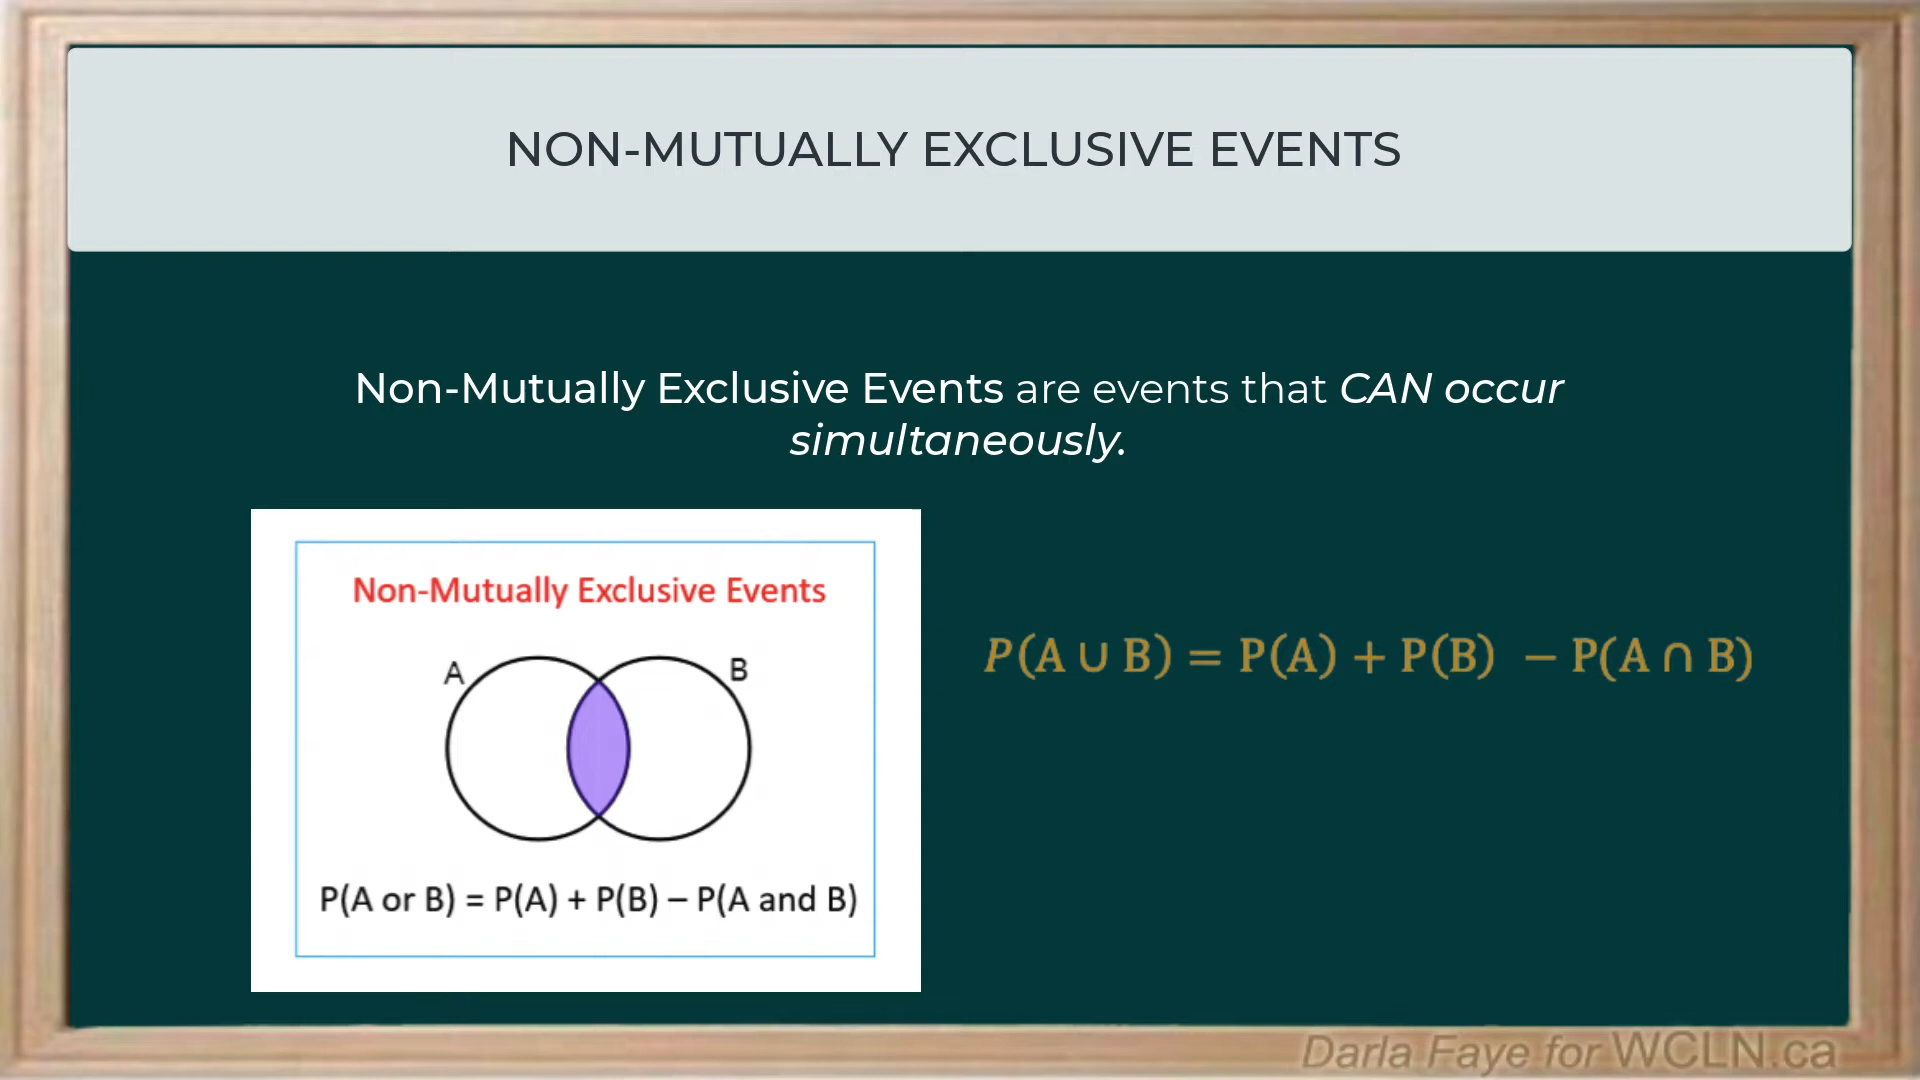 NON-MUTUALLY EXCLUSIVE EVENTS
Non-Mutually Exclusive Events are events that CAN occur
simultaneously.
Non-Mutually Exclusive Events
A
B
P(A or B) = P(A) + P(B) – P(A and B)
P(A ∪ B) = P(A) + P(B) − P(A ∩ B)
Darla Faye for WCLN.ca